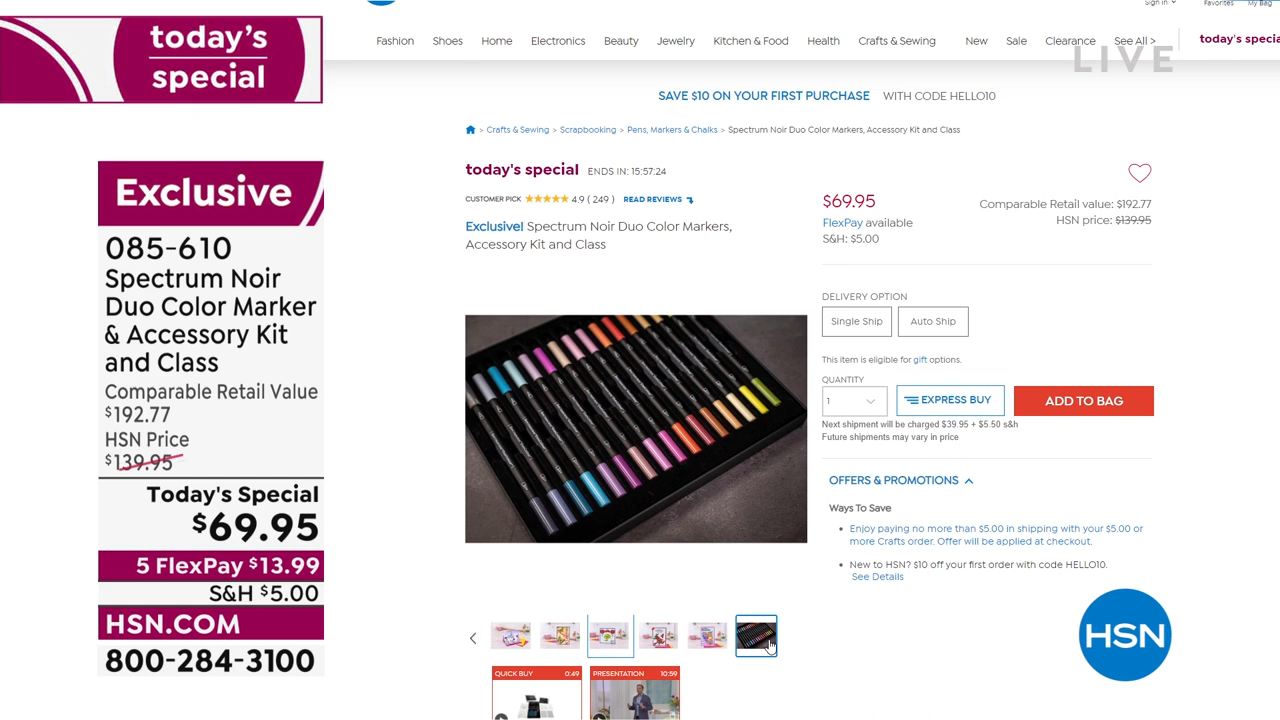 today's
special
Exclusive
085-610
Spectrum Noir
Duo Color Marker
& Accessory Kit
and Class
Comparable Retail Value
$192.77
HSN Price
$139.95
Today's Special
$69.95
5 FlexPay $13.99
S&H $5.00
HSN.COM
800-284-3100
Sign in
Favorites
My Bag
Fashion Shoes Home Electronics Beauty Jewelry Kitchen & Food Health Crafts & Sewing New Sale Clearance See All > today's specia
LIVE
SAVE $10 ON YOUR FIRST PURCHASE WITH CODE HELLO10
> Crafts & Sewing > Scrapbooking > Pens, Markers & Chalks > Spectrum Noir Duo Color Markers, Accessory Kit and Class
today's special ENDS IN: 15:57:24
CUSTOMER PICK 4.9 ( 249 ) READ REVIEWS
Exclusive! Spectrum Noir Duo Color Markers,
Accessory Kit and Class
$69.95
FlexPay available
S&H: $5.00
Comparable Retail value: $192.77
HSN price: $139.95
DELIVERY OPTION
Single Ship Auto Ship
This item is eligible for gift options.
QUANTITY
1 EXPRESS BUY ADD TO BAG
Next shipment will be charged $39.95 + $5.50 s&h
Future shipments may vary in price
OFFERS & PROMOTIONS
Ways To Save
• Enjoy paying no more than $5.00 in shipping with your $5.00 or
more Crafts order. Offer will be applied at checkout.
• New to HSN? $10 off your first order with code HELLO10.
See Details
QUICK BUY 0:49
PRESENTATION 10:59
HSN